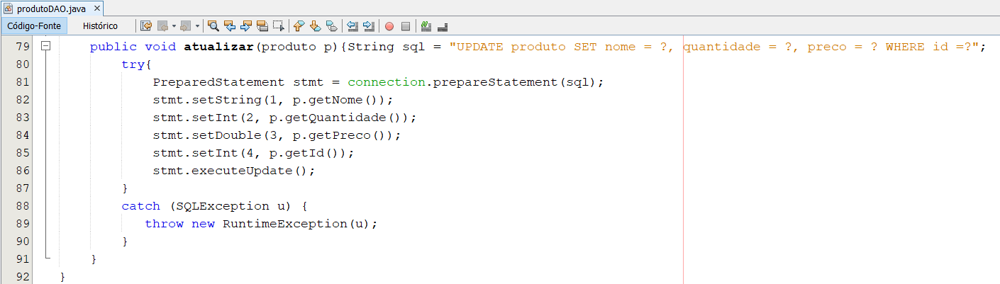 produtoDAO.java
Código-Fonte Histórico
79 public void atualizar(produto p){String sql = "UPDATE produto SET nome = ?, quantidade = ?, preco = ? WHERE id =?";
80 try{
81 PreparedStatement stmt = connection.prepareStatement(sql);
82 stmt.setString(1, p.getNome());
83 stmt.setInt(2, p.getQuantidade());
84 stmt.setDouble(3, p.getPreco());
85 stmt.setInt(4, p.getId());
86 stmt.executeUpdate();
87 }
88 catch (SQLException u) {
89 throw new RuntimeException(u);
90 }
91 }
92 }